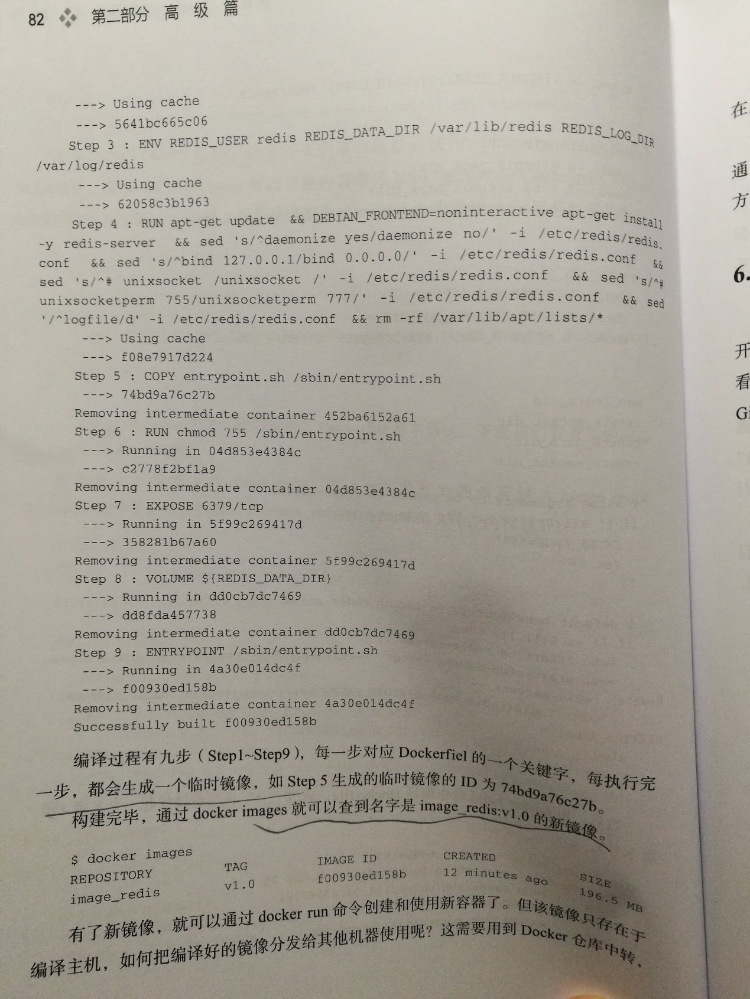 82 第二部分 高 级 篇
---> Using cache
---> 5641bc665c06
Step 3 : ENV REDIS_USER redis REDIS_DATA_DIR /var/lib/redis REDIS_LOG_DIR
/var/log/redis
---> Using cache
---> 62058c3b1963
Step 4 : RUN apt-get update && DEBIAN_FRONTEND=noninteractive apt-get install
-y redis-server && sed 's/^daemonize yes/daemonize no/' -i /etc/redis/redis.
conf && sed 's/^bind 127.0.0.1/bind 0.0.0.0/' -i /etc/redis/redis.conf &&
sed 's/^# unixsocket /unixsocket /' -i /etc/redis/redis.conf && sed 's/^#
unixsocketperm 755/unixsocketperm 777/' -i /etc/redis/redis.conf && sed
'/^logfile/d' -i /etc/redis/redis.conf && rm -rf /var/lib/apt/lists/*
---> Using cache
---> f08e7917d224
Step 5 : COPY entrypoint.sh /sbin/entrypoint.sh
---> 74bd9a76c27b
Removing intermediate container 452ba6152a61
Step 6 : RUN chmod 755 /sbin/entrypoint.sh
---> Running in 04d853e4384c
---> c2778f2bf1a9
Removing intermediate container 04d853e4384c
Step 7 : EXPOSE 6379/tcp
---> Running in 5f99c269417d
---> 358281b67a60
Removing intermediate container 5f99c269417d
Step 8 : VOLUME ${REDIS_DATA_DIR}
---> Running in dd0cb7dc7469
---> dd8fda457738
Removing intermediate container dd0cb7dc7469
Step 9 : ENTRYPOINT /sbin/entrypoint.sh
---> Running in 4a30e014dc4f
---> f00930ed158b
Removing intermediate container 4a30e014dc4f
Successfully built f00930ed158b
编译过程有九步（Step1~Step9），每一步对应 Dockerfiel 的一个关键字，每执行完
一步，都会生成一个临时镜像，如 Step 5 生成的临时镜像的 ID 为 74bd9a76c27b。
构建完毕，通过 docker images 就可以查到名字是 image_redis:v1.0 的新镜像。
$ docker images
REPOSITORY TAG IMAGE ID CREATED SIZE
image_redis v1.0 f00930ed158b 12 minutes ago 196.5 MB
有了新镜像，就可以通过 docker run 命令创建和使用新容器了。但该镜像只存在于
编译主机，如何把编译好的镜像分发给其他机器使用呢？这需要用到 Docker 仓库中转，
在
通
方
6.
开
看
Gi